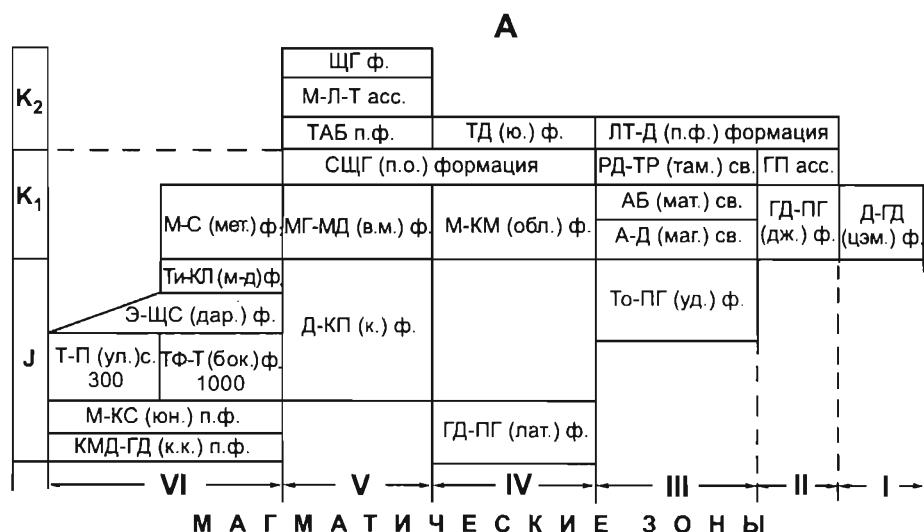 А
K₂
K₁
J
ЩГ ф.
М-Л-Т асс.
ТАБ п.ф.
ТД (ю.) ф.
ЛТ-Д (п.ф.) формация
СЩГ (п.о.) формация
РД-ТР (там.) св.
ГП асс.
М-С (мет.) ф.
МГ-МД (в.м.) ф.
М-КМ (обл.) ф.
АБ (мат.) св.
А-Д (маг.) св.
ГД-ПГ
(дж.) ф.
Д-ГД
(цэм.) ф.
Ти-КЛ (м-д)ф.
Э-ЩС (дар.) ф.
Д-КП (к.) ф.
То-ПГ (уд.) ф.
Т-П (ул.)с.
300
ТФ-Т (бок.)ф.
1000
М-КС (юн.) п.ф.
КМД-ГД (к.к.) п.ф.
ГД-ПГ (лат.) ф.
VI V IV III II I
МАГМАТИЧЕСКИЕ ЗОНЫ